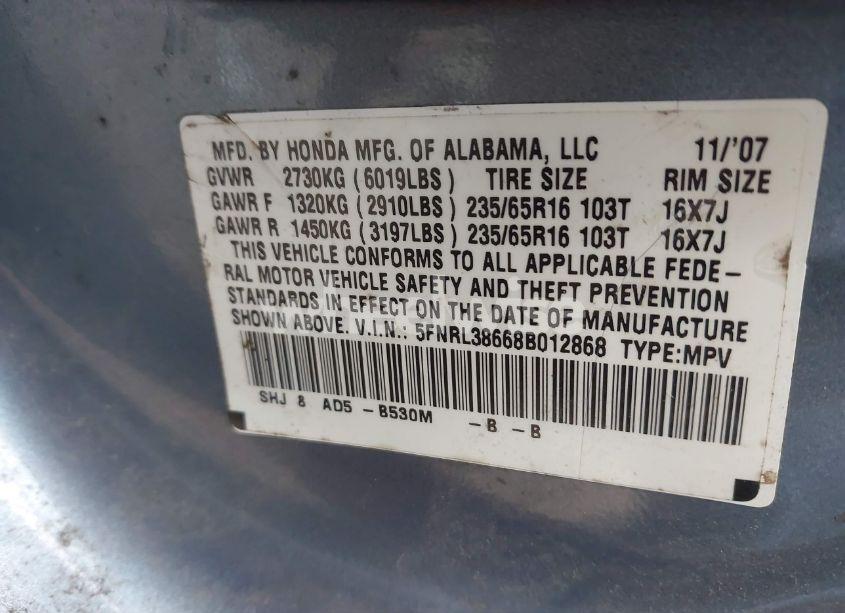 MFD. BY HONDA MFG. OF ALABAMA, LLC 11/'07
GVWR 2730KG (6019LBS) TIRE SIZE RIM SIZE
GAWR F 1320KG (2910LBS) 235/65R16 103T 16X7J
GAWR R 1450KG (3197LBS) 235/65R16 103T 16X7J
THIS VEHICLE CONFORMS TO ALL APPLICABLE FEDE-
RAL MOTOR VEHICLE SAFETY AND THEFT PREVENTION
STANDARDS IN EFFECT ON THE DATE OF MANUFACTURE
SHOWN ABOVE. V.I.N.: 5FNRL38668B012868 TYPE:MPV
SHJ 8 AD5 -B530M -B -B